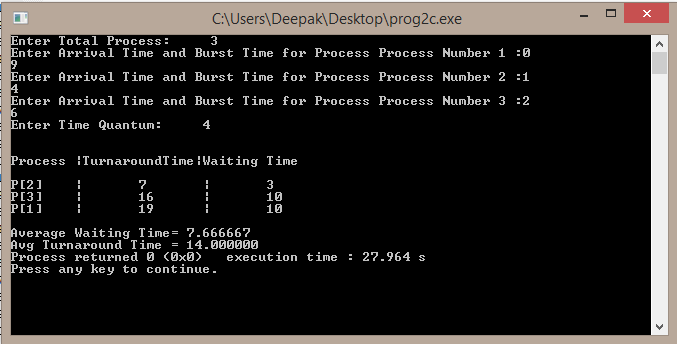 C:\Users\Deepak\Desktop\prog2c.exe
Enter Total Process:     3
Enter Arrival Time and Burst Time for Process Process Number 1 :0
9
Enter Arrival Time and Burst Time for Process Process Number 2 :1
4
Enter Arrival Time and Burst Time for Process Process Number 3 :2
6
Enter Time Quantum:     4
Process |TurnaroundTime|Waiting Time
P[2]    |       7       |       3
P[3]    |       16      |       10
P[1]    |       19      |       10
Average Waiting Time= 7.666667
Avg Turnaround Time = 14.000000
Process returned 0 (0x0)   execution time : 27.964 s
Press any key to continue.